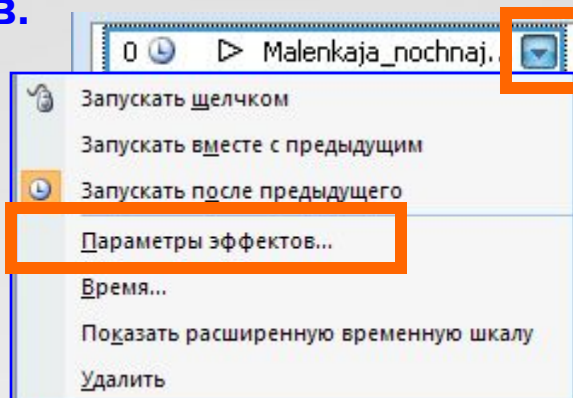 в.
0 Malenkaja_nochnaj..
Запускать щелчком
Запускать вместе с предыдущим
Запускать после предыдущего
Параметры эффектов...
Время...
Показать расширенную временную шкалу
Удалить